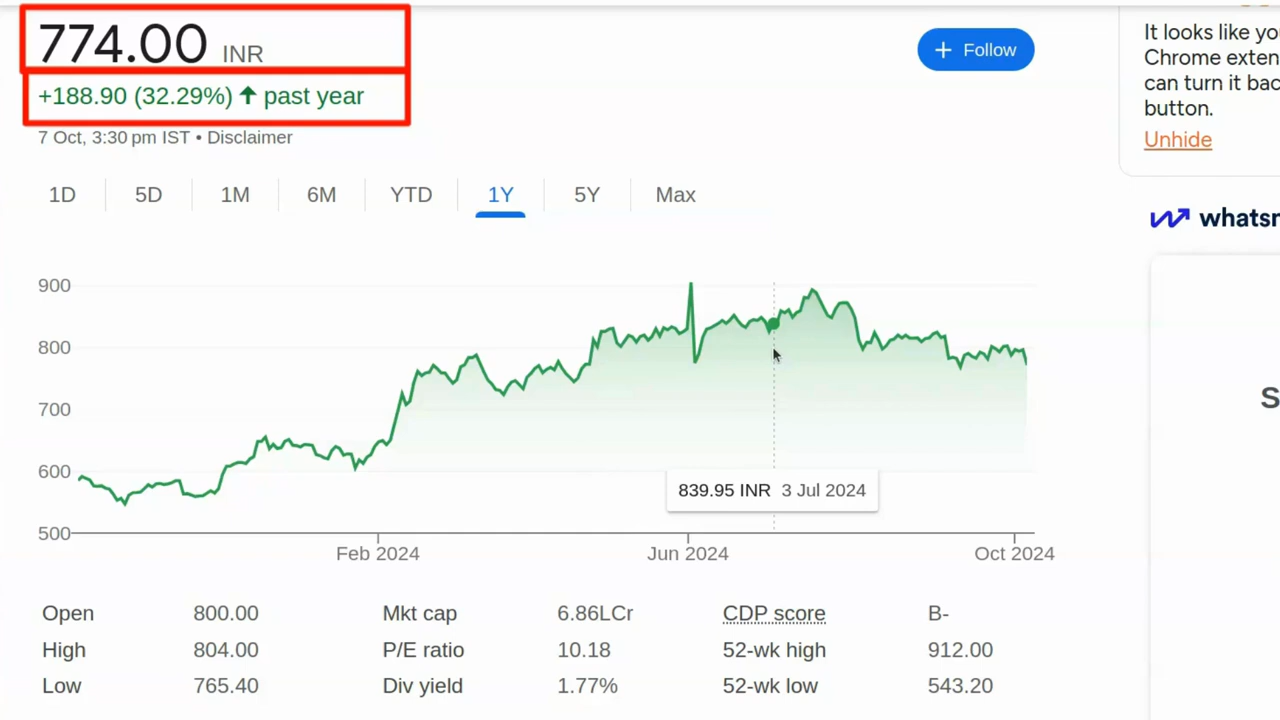 774.00 INR
+ Follow
+188.90 (32.29%) ↑ past year
7 Oct, 3:30 pm IST • Disclaimer
1D 5D 1M 6M YTD 1Y 5Y Max
900
800
700
600
500
839.95 INR 3 Jul 2024
Feb 2024 Jun 2024 Oct 2024
Open 800.00 Mkt cap 6.86LCr CDP score B-
High 804.00 P/E ratio 10.18 52-wk high 912.00
Low 765.40 Div yield 1.77% 52-wk low 543.20
It looks like you
Chrome exten
can turn it bac
button.
Unhide
whatsm
S